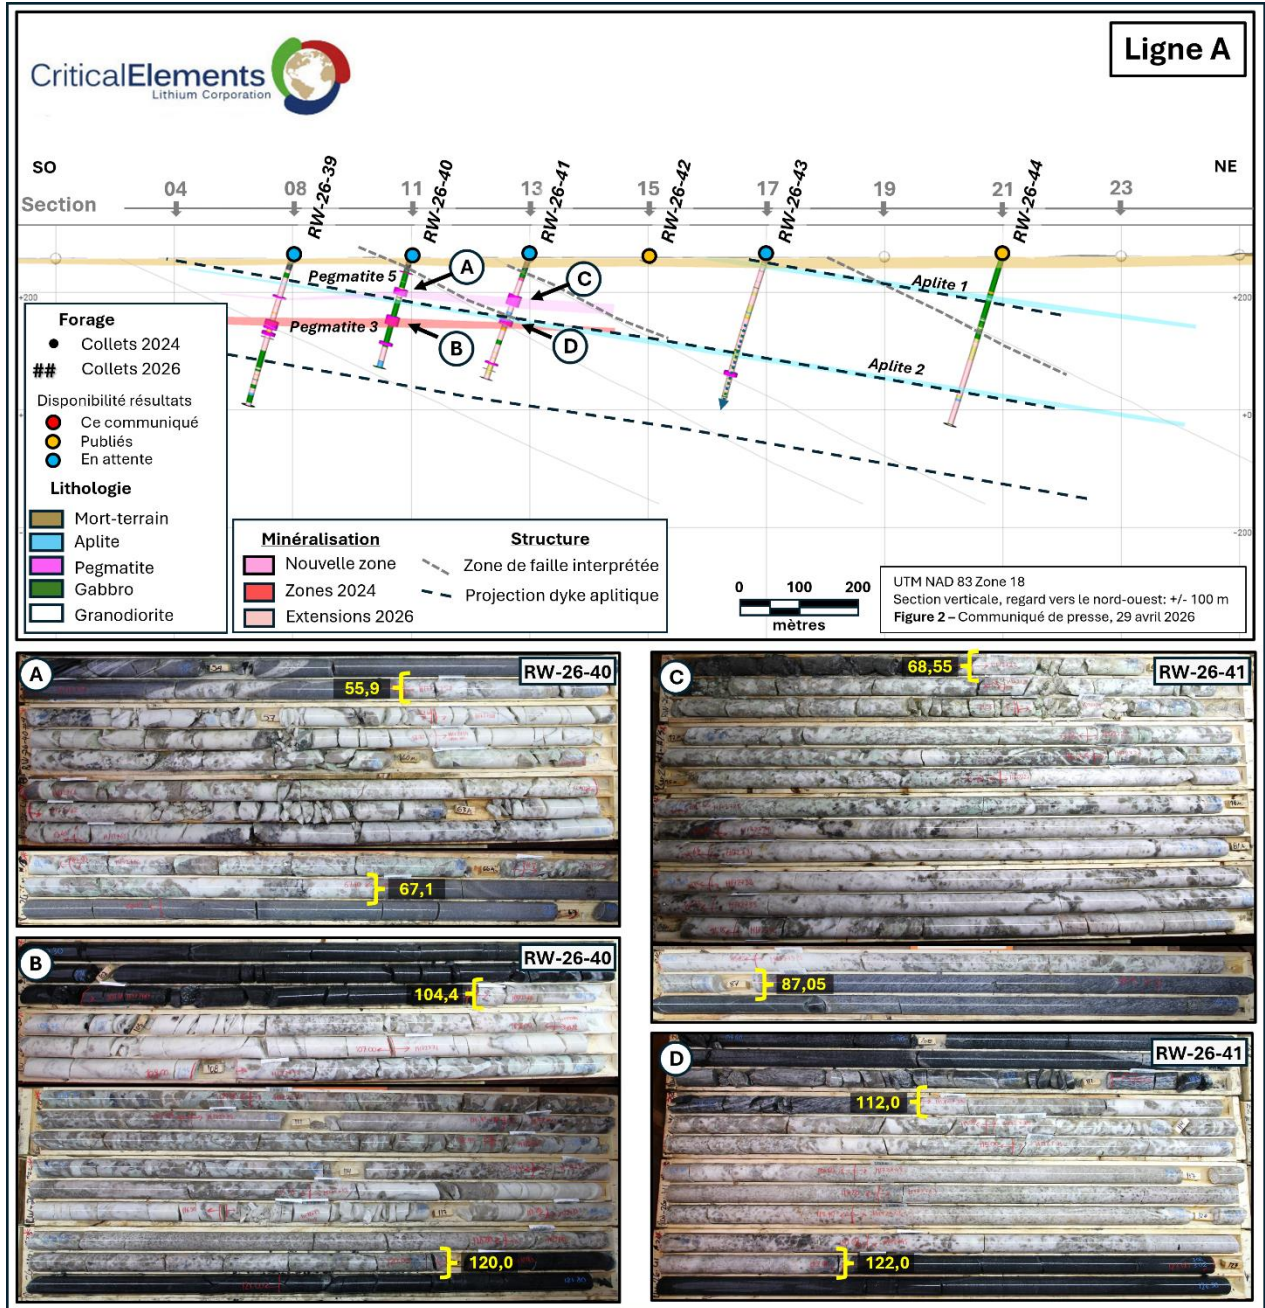 Ligne A
CriticalElements
Lithium Corporation
SO
NE
Section
04
08
11
13
15
17
19
21
23
RW-26-39
RW-26-40
RW-26-41
RW-26-42
RW-26-43
RW-26-44
A
C
Pegmatite 5
Aplite 1
+200
+200
Pegmatite 3
B
D
Aplite 2
+0
-200
Forage
Collets 2024
## Collets 2026
Disponibilité résultats
Ce communiqué
Publiés
En attente
Lithologie
Mort-terrain
Aplite
Pegmatite
Gabbro
Granodiorite
Minéralisation
Nouvelle zone
Zones 2024
Extensions 2026
Structure
Zone de faille interprétée
Projection dyke aplitique
0 100 200
mètres
UTM NAD 83 Zone 18
Section verticale, regard vers le nord-ouest: +/- 100 m
Figure 2 – Communiqué de presse, 29 avril 2026
A
RW-26-40
55,9
67,1
B
RW-26-40
104,4
120,0
C
RW-26-41
68,55
87,05
D
RW-26-41
112,0
122,0